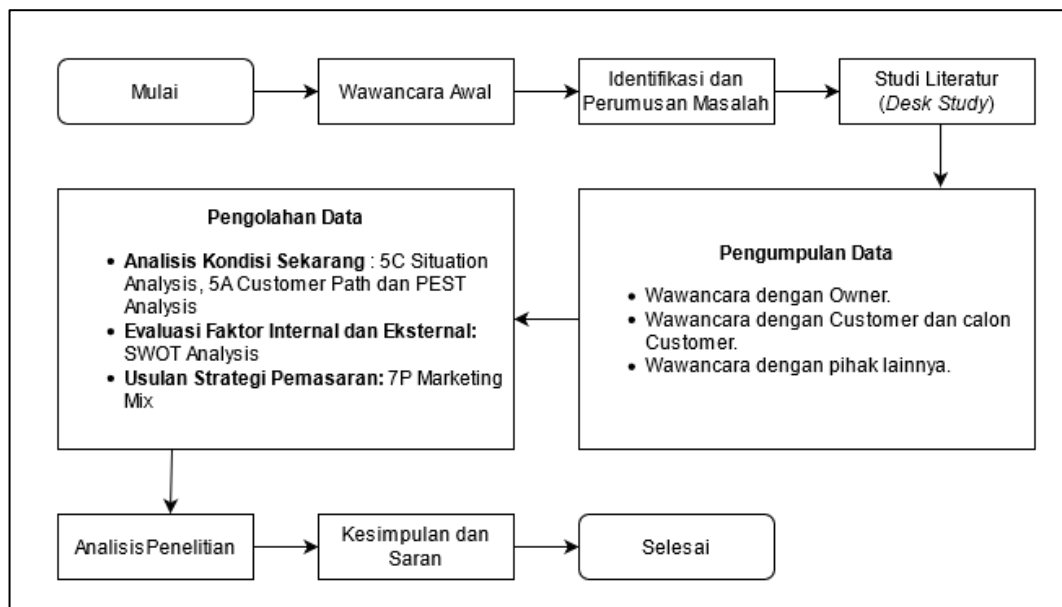 Mulai
Wawancara Awal
Identifikasi dan
Perumusan Masalah
Studi Literatur
(Desk Study)
Pengumpulan Data
• Wawancara dengan Owner.
• Wawancara dengan Customer dan calon
Customer.
• Wawancara dengan pihak lainnya.
Pengolahan Data
• Analisis Kondisi Sekarang : 5C Situation
Analysis, 5A Customer Path dan PEST
Analysis
• Evaluasi Faktor Internal dan Eksternal:
SWOT Analysis
• Usulan Strategi Pemasaran: 7P Marketing
Mix
Analisis Penelitian
Kesimpulan dan
Saran
Selesai